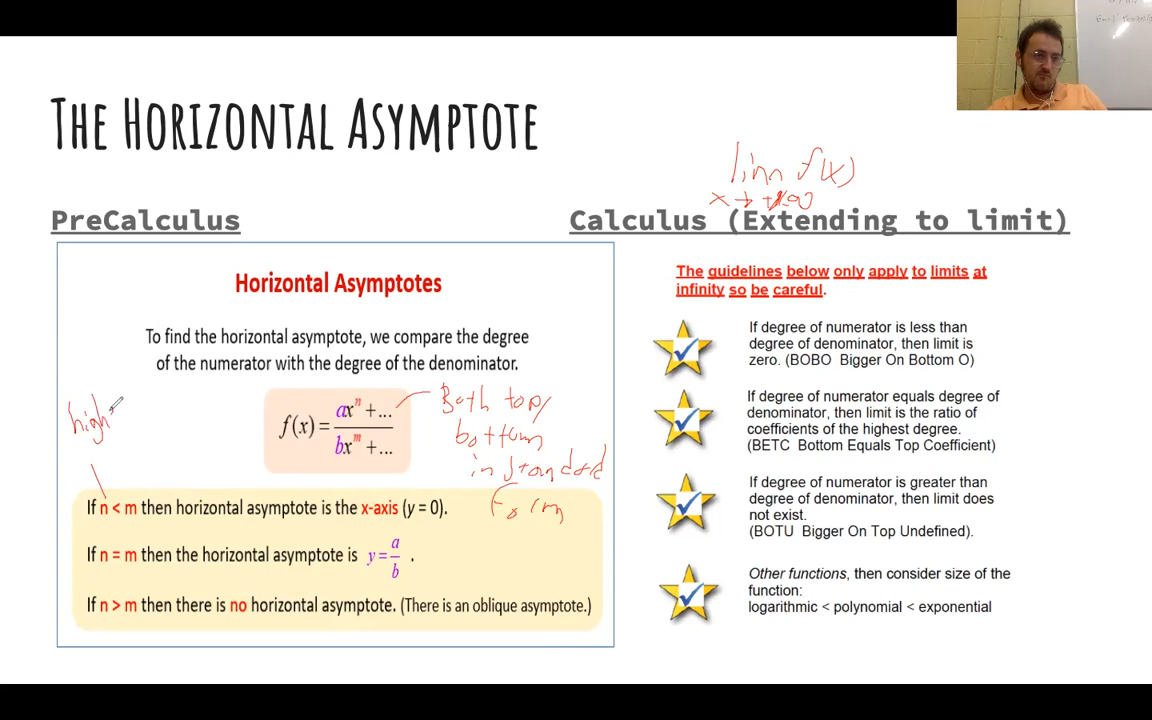 THE HORIZONTAL ASYMPTOTE
lim f(x)
x → ∞
PreCalculus
Calculus (Extending to limit)
Horizontal Asymptotes
To find the horizontal asymptote, we compare the degree
of the numerator with the degree of the denominator.
f(x) = axⁿ + ... / bxᵐ + ...
Both top/
bottom
in standard
Form
high
If n < m then horizontal asymptote is the x-axis (y = 0).
If n = m then the horizontal asymptote is y = a/b .
If n > m then there is no horizontal asymptote. (There is an oblique asymptote.)
The guidelines below only apply to limits at
infinity so be careful.
If degree of numerator is less than
degree of denominator, then limit is
zero. (BOBO Bigger On Bottom O)
If degree of numerator equals degree of
denominator, then limit is the ratio of
coefficients of the highest degree.
(BETC Bottom Equals Top Coefficient)
If degree of numerator is greater than
degree of denominator, then limit does
not exist.
(BOTU Bigger On Top Undefined).
Other functions, then consider size of the
function:
logarithmic < polynomial < exponential